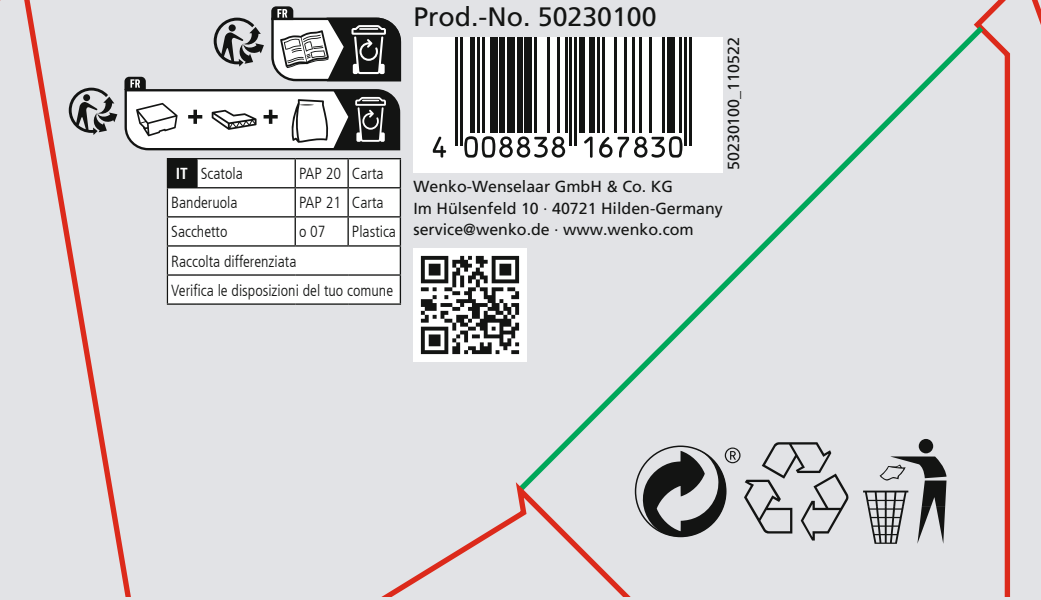 FR
Prod.-No. 50230100
50230100_110522
4 008838 167830
FR
IT Scatola PAP 20 Carta
Banderuola PAP 21 Carta
Sacchetto o 07 Plastica
Raccolta differenziata
Verifica le disposizioni del tuo comune
Wenko-Wenselaar GmbH & Co. KG
Im Hülsenfeld 10 · 40721 Hilden-Germany
service@wenko.de · www.wenko.com
®